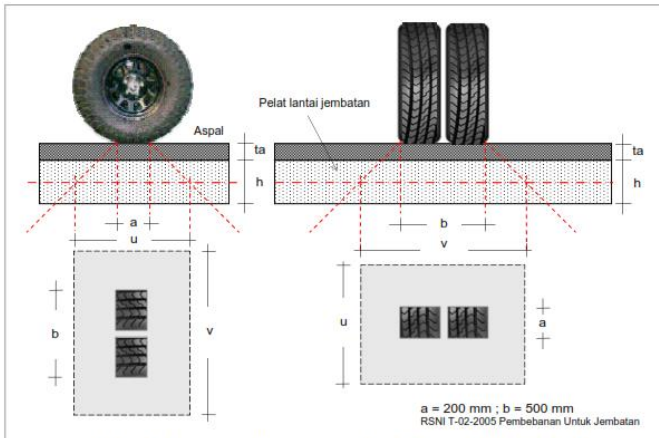 Aspal
ta
h
a
u
b
v
Pelat lantai jembatan
ta
h
b
v
u
a
a = 200 mm ; b = 500 mm
RSNI T-02-2005 Pembebanan Untuk Jembatan